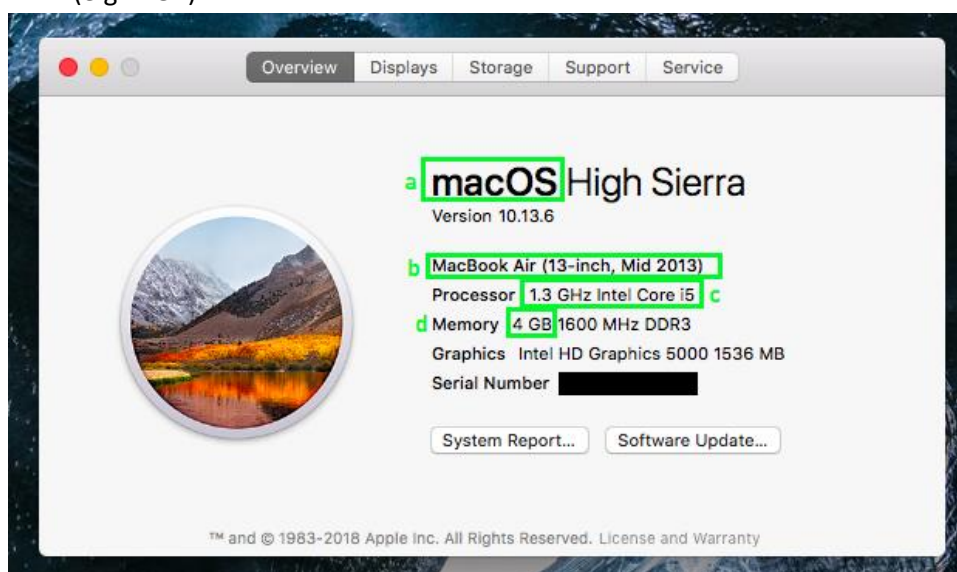 Overview Displays Storage Support Service
a macOS High Sierra
Version 10.13.6
b MacBook Air (13-inch, Mid 2013)
Processor 1.3 GHz Intel Core i5 c
d Memory 4 GB 1600 MHz DDR3
Graphics Intel HD Graphics 5000 1536 MB
Serial Number
System Report... Software Update...
™ and © 1983-2018 Apple Inc. All Rights Reserved. License and Warranty